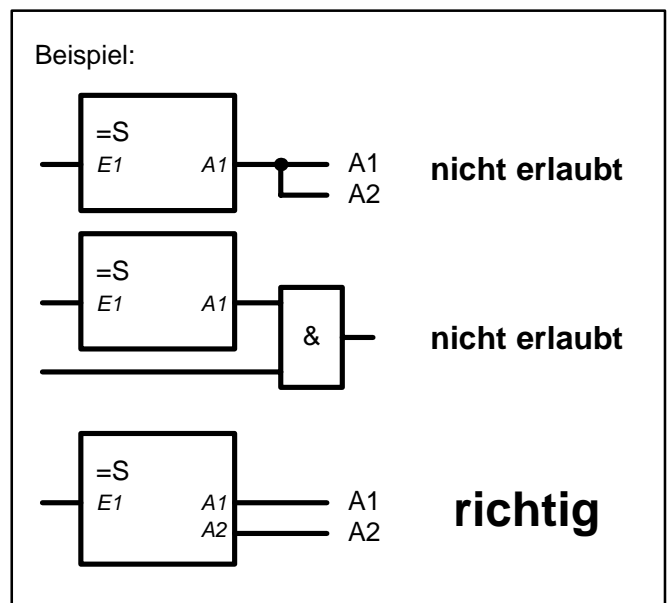 Beispiel:
=S
E1 A1 A1 nicht erlaubt
A2
=S
E1 A1
& nicht erlaubt
=S
E1 A1 A1 richtig
A2 A2